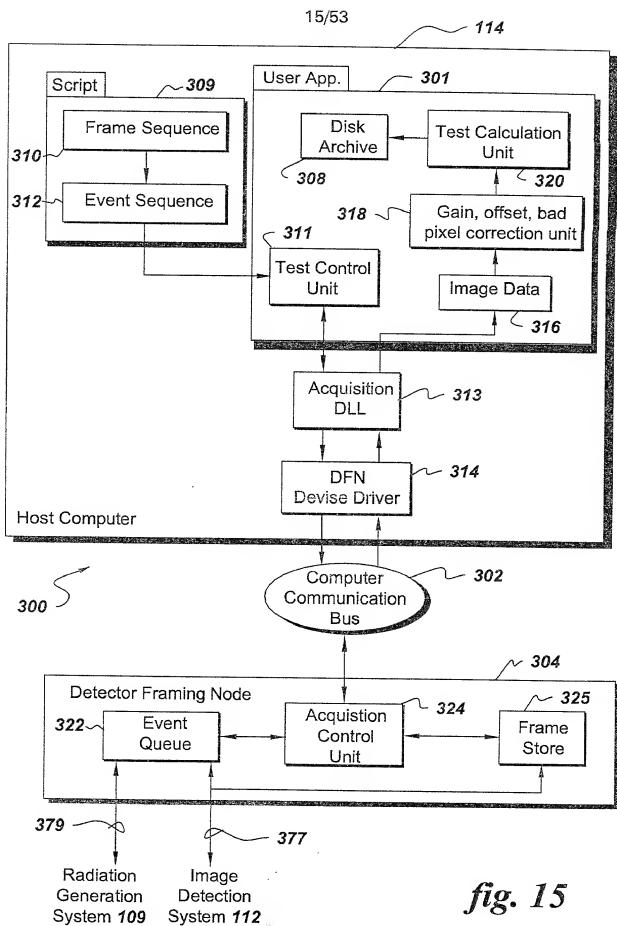 15/53
114
Script
309
Frame Sequence
310
312
Event Sequence
User App.
301
Disk
Archive
308
Test Calculation
Unit
320
318
Gain, offset, bad
pixel correction unit
311
Test Control
Unit
Image Data
316
Acquisition
DLL
313
DFN
Devise Driver
314
Host Computer
300
Computer
Communication
Bus
302
304
Detector Framing Node
322
Event
Queue
Acquistion
Control
Unit
324
325
Frame
Store
379
377
Radiation
Generation
System 109
Image
Detection
System 112
fig. 15